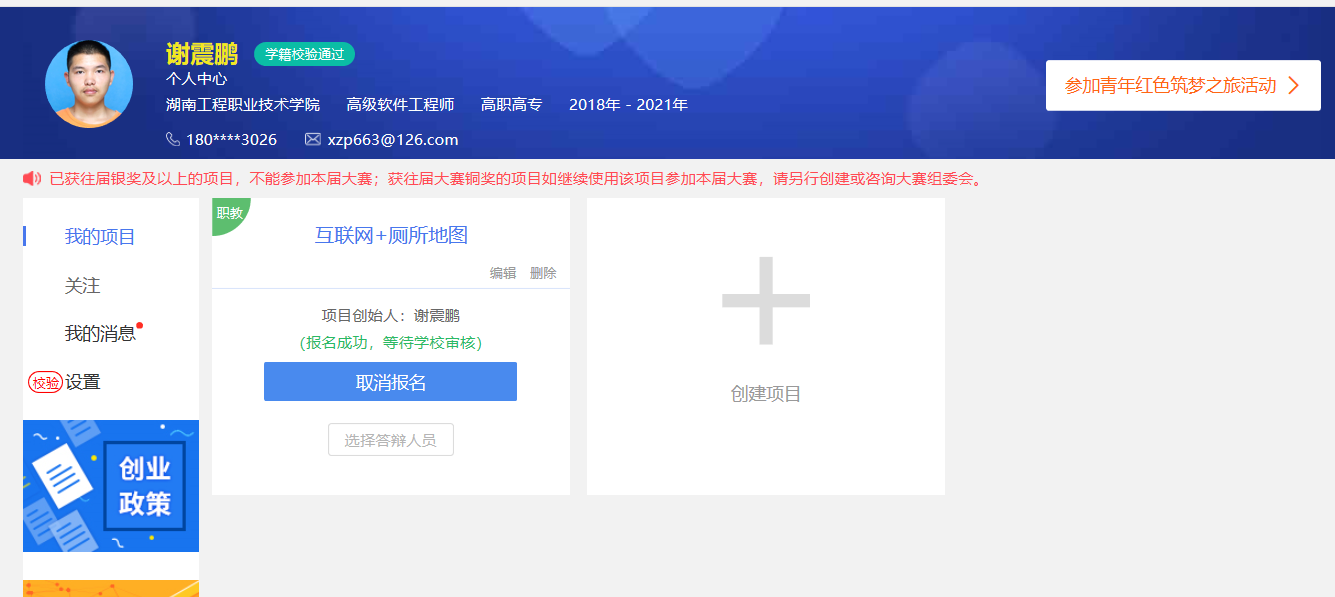 谢震鹏 学籍校验通过
个人中心
湖南工程职业技术学院 高级软件工程师 高职高专 2018年 - 2021年
180****3026 xzp663@126.com
参加青年红色筑梦之旅活动
已获往届银奖及以上的项目，不能参加本届大赛；获往届大赛铜奖的项目如继续使用该项目参加本届大赛，请另行创建或咨询大赛组委会。
我的项目
关注
我的消息
校验 设置
创业
政策
职教
互联网+厕所地图
编辑 删除
项目创始人：谢震鹏
(报名成功，等待学校审核)
取消报名
选择答辩人员
创建项目